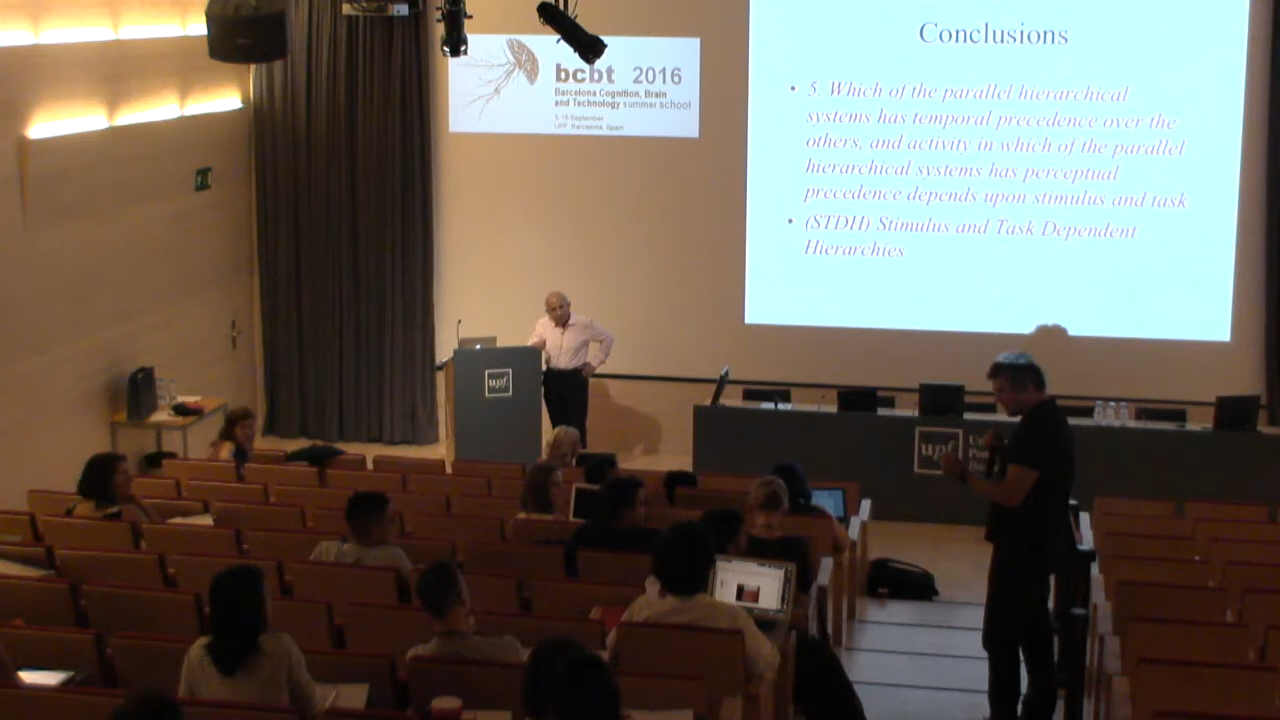 bcbt 2016
Barcelona Cognition, Brain
and Technology summer school
5-16 September
UPF. Barcelona, Spain
Conclusions
• 5. Which of the parallel hierarchical
systems has temporal precedence over the
others, and activity in which of the parallel
hierarchical systems has perceptual
precedence depends upon stimulus and task
• (STDH) Stimulus and Task Dependent
Hierarchies
upf.
upf.